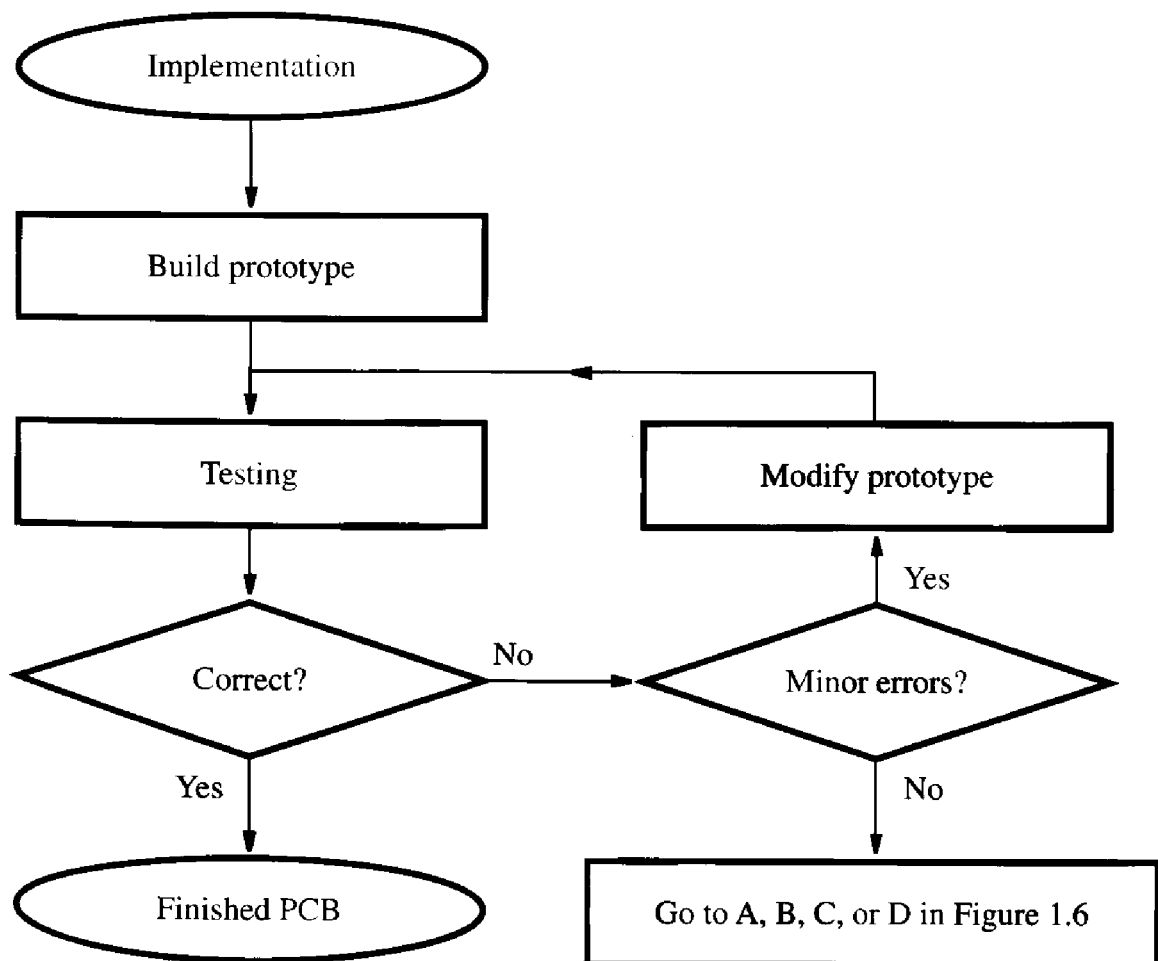 Implementation
Build prototype
Testing
Modify prototype
Yes
Correct?
No
Minor errors?
Yes
No
Finished PCB
Go to A, B, C, or D in Figure 1.6